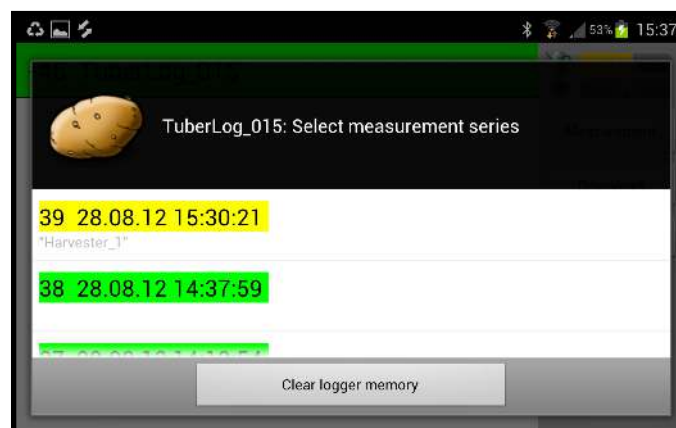 53% 15:37
TuberLog_015: Select measurement series
39 28.08.12 15:30:21
"Harvester_1"
38 28.08.12 14:37:59
Clear logger memory